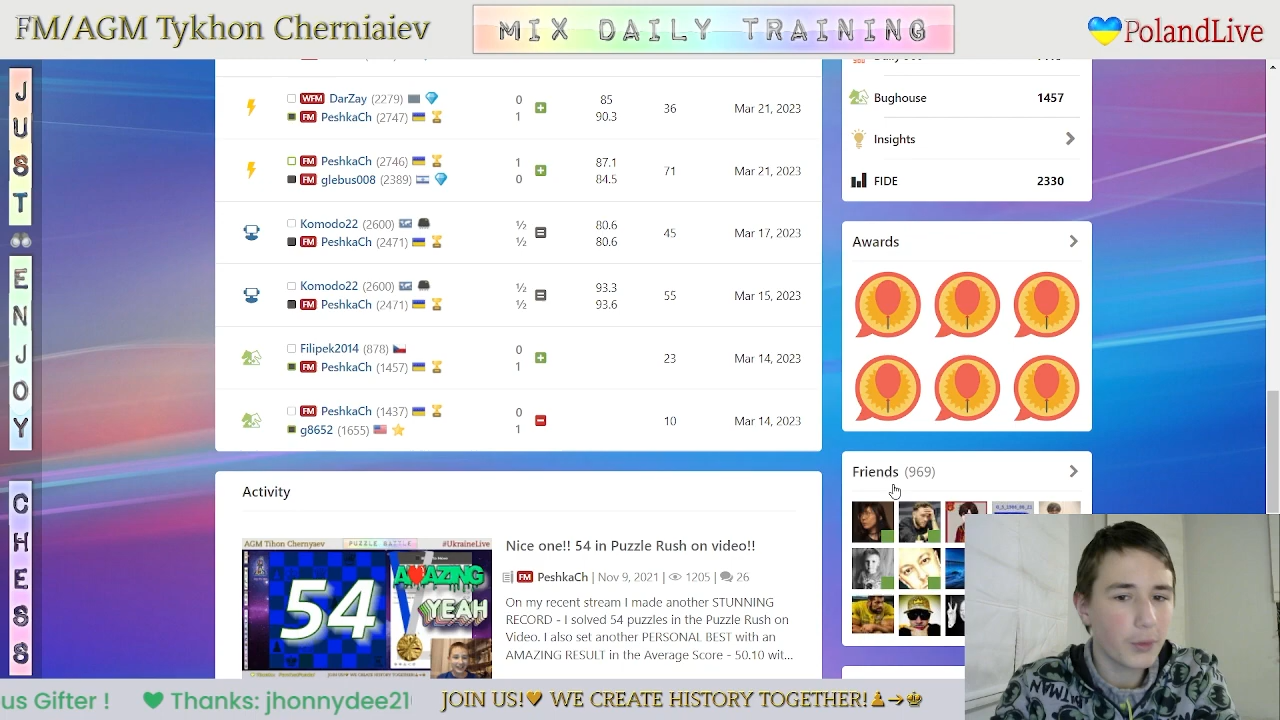 FM/AGM Tykhon Cherniaiev
MIX DAILY TRAINING
PolandLive
JUST
ENJOY
CHESS
WFM DarZay (2279)
FM PeshkaCh (2747)
0
1
85
90.3
36
Mar 21, 2023
FM PeshkaCh (2746)
FM glebus008 (2389)
1
0
87.1
84.5
71
Mar 21, 2023
Komodo22 (2600)
FM PeshkaCh (2471)
½
½
80.6
80.6
45
Mar 17, 2023
Komodo22 (2600)
FM PeshkaCh (2471)
½
½
93.3
93.6
55
Mar 15, 2023
Filipek2014 (878)
FM PeshkaCh (1457)
0
1
23
Mar 14, 2023
FM PeshkaCh (1437)
g8652 (1655)
0
1
10
Mar 14, 2023
Bughouse 1457
Insights
FIDE 2330
Awards
Friends (969)
Activity
AGM Tihon Chernyaev PUZZLE BATTLE #UkraineLive
54
AMAZING
YEAH
Nice one!! 54 in Puzzle Rush on video!!
FM PeshkaCh | Nov 9, 2021 | 1205 | 26
On my recent stream I made another STUNNING
RECORD - I solved 54 puzzles in the Puzzle Rush on
video. I also set another PERSONAL BEST with an
AMAZING RESULT in the Average Score - 50.10 wit...
us Gifter ! Thanks: jhonnydee21
JOIN US! WE CREATE HISTORY TOGETHER!